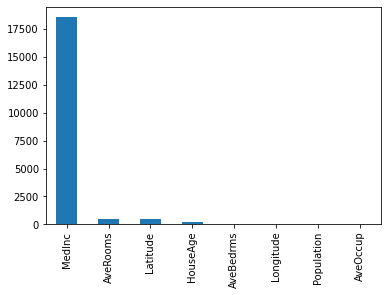 17500
15000
12500
10000
7500
5000
2500
0
MedInc
AveRooms
Latitude
HouseAge
AveBedrms
Longitude
Population
AveOccup